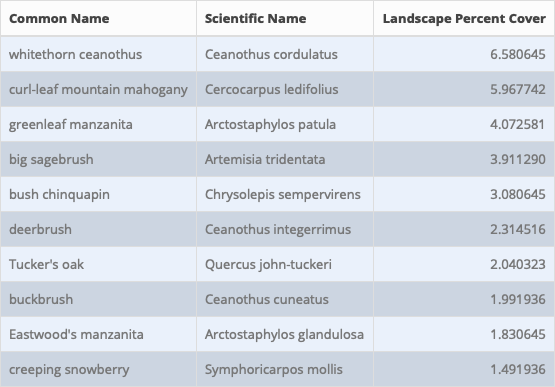 Common Name Scientific Name Landscape Percent Cover
whitethorn ceanothus Ceanothus cordulatus 6.580645
curl-leaf mountain mahogany Cercocarpus ledifolius 5.967742
greenleaf manzanita Arctostaphylos patula 4.072581
big sagebrush Artemisia tridentata 3.911290
bush chinquapin Chrysolepis sempervirens 3.080645
deerbrush Ceanothus integerrimus 2.314516
Tucker's oak Quercus john-tuckeri 2.040323
buckbrush Ceanothus cuneatus 1.991936
Eastwood's manzanita Arctostaphylos glandulosa 1.830645
creeping snowberry Symphoricarpos mollis 1.491936